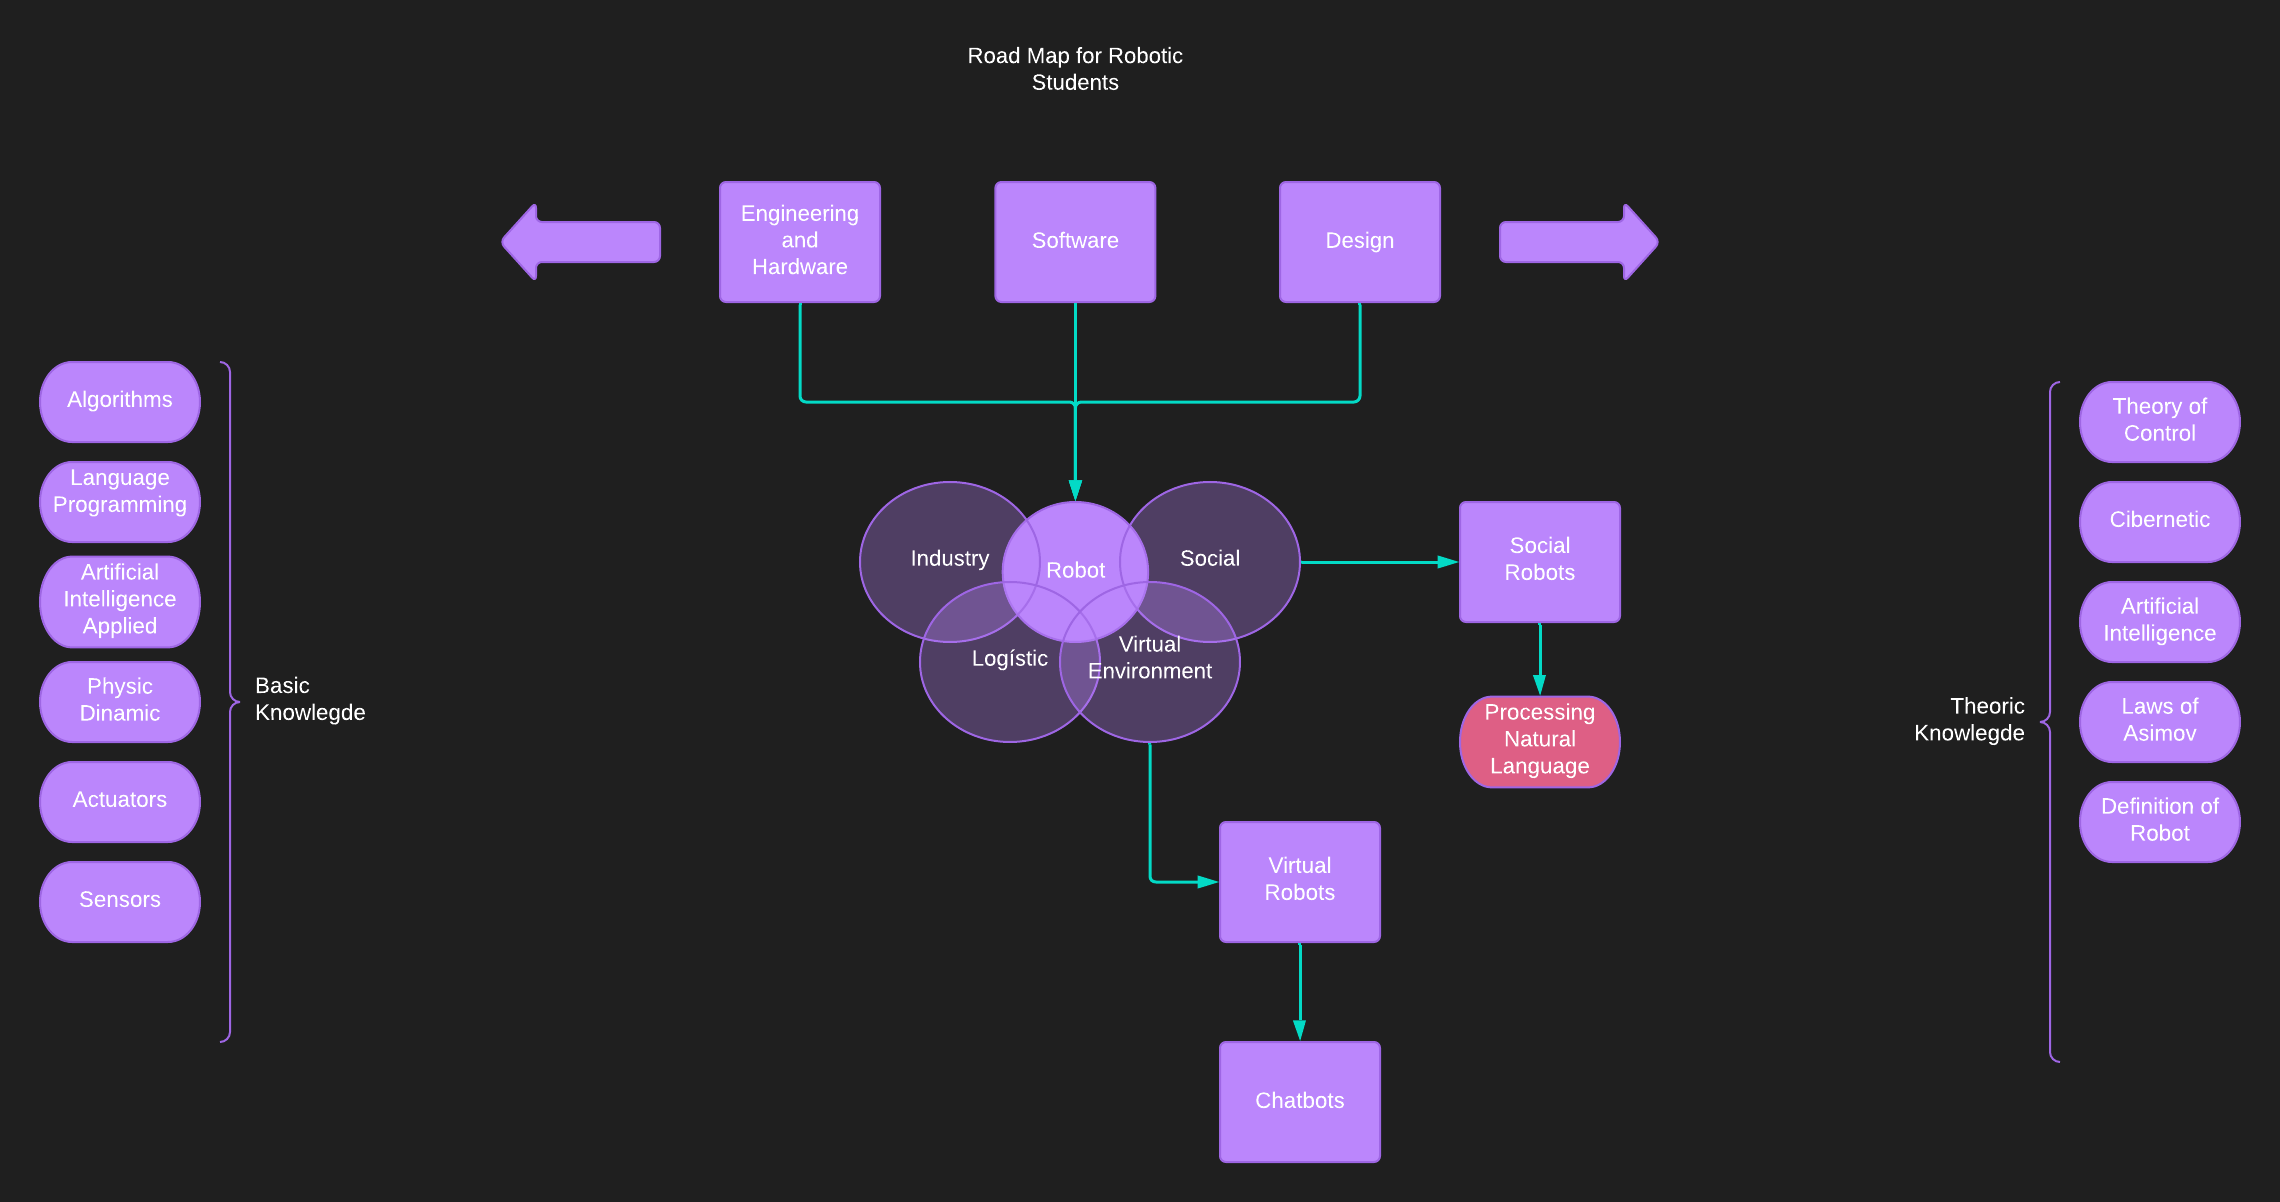 Road Map for Robotic
Students
Engineering
and
Hardware
Software
Design
Algorithms
Language
Programming
Artificial
Intelligence
Applied
Physic
Dinamic
Actuators
Sensors
Basic
Knowlegde
Industry
Robot
Social
Logístic
Virtual
Environment
Social
Robots
Processing
Natural
Language
Virtual
Robots
Chatbots
Theoric
Knowlegde
Theory of
Control
Cibernetic
Artificial
Intelligence
Laws of
Asimov
Definition of
Robot